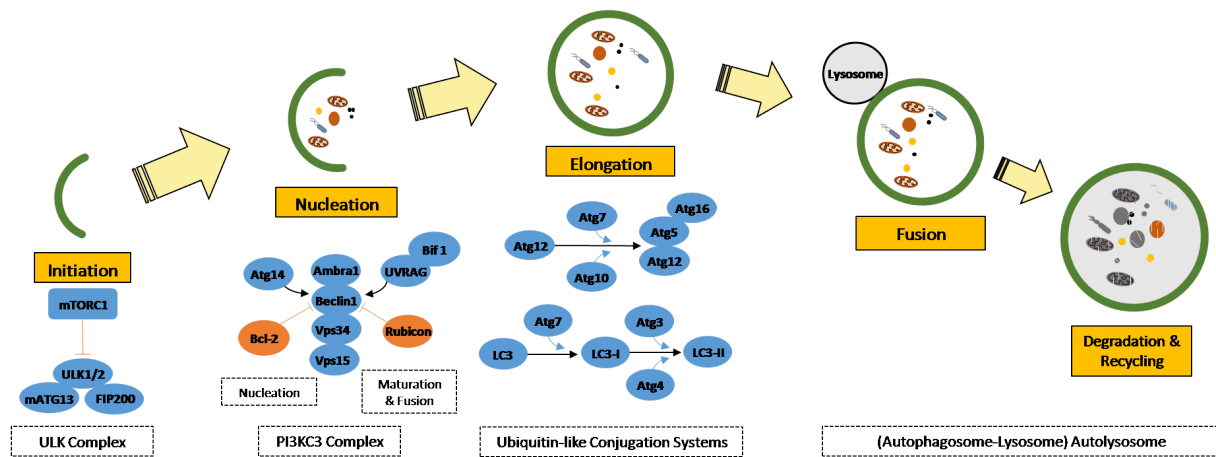 Initiation
mTORC1
ULK1/2
mATG13
FIP200
ULK Complex
Nucleation
Bif 1
Atg14
Ambra1
UVRAG
Beclin1
Bcl-2
Vps34
Rubicon
Vps15
Nucleation
Maturation
& Fusion
PI3KC3 Complex
Elongation
Atg7
Atg16
Atg12
Atg5
Atg10
Atg12
Atg7
Atg3
LC3
LC3-I
LC3-II
Atg4
Ubiquitin-like Conjugation Systems
Lysosome
Fusion
Degradation &
Recycling
(Autophagosome-Lysosome) Autolysosome